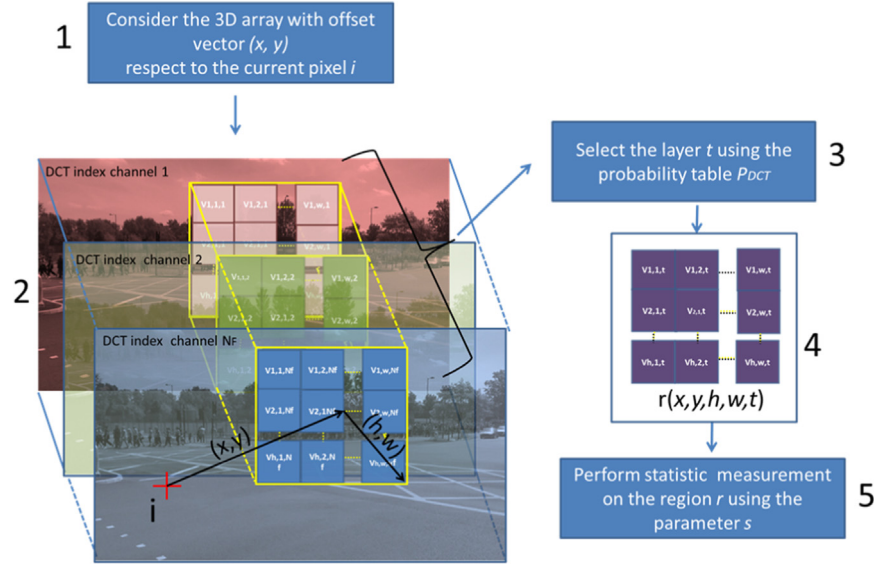 1
Consider the 3D array with offset
vector (x, y)
respect to the current pixel i
2
DCT index channel 1
V1,1,1 V1,2,1 V1,w,1
V2,w,1
DCT index channel 2
V1,1,2 V1,2,2 V1,w,2
V2,1,2 V2,1,2 V2,w,2
DCT index channel NF
V1,1,Nf V1,2,Nf V1,w,Nf
V2,1,Nf V2,1Nf
Vh,1,N
f
Vh,2,N
f
Vh,w,Nf
(x,y)
(h,w)
i
3
Select the layer t using the
probability table PDCT
4
V1,1,t V1,2,t V1,w,t
V2,1,t V2,2,t V2,w,t
Vh,1,t Vh,2,t Vh,w,t
r(x,y,h,w,t)
5
Perform statistic measurement
on the region r using the
parameter s